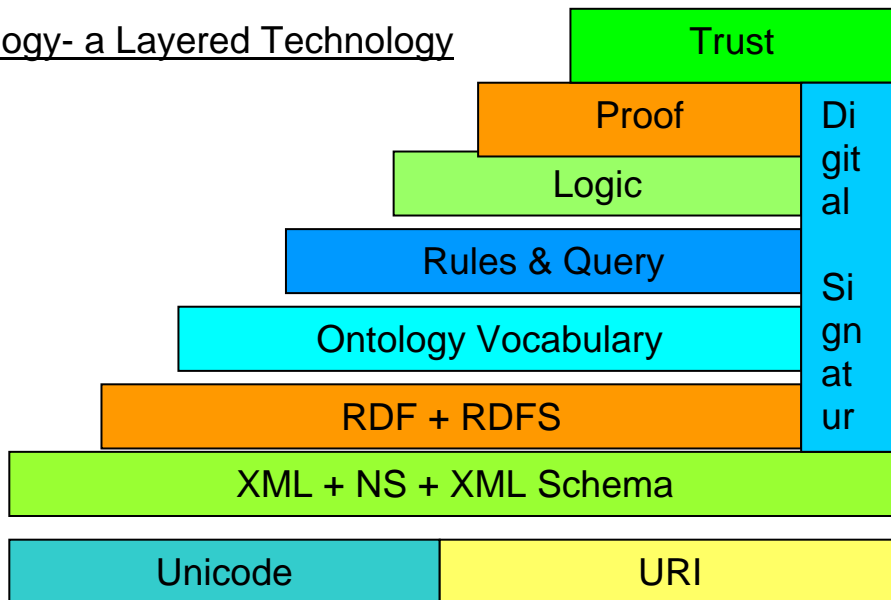 ogy- a Layered Technology
Trust
Proof
Logic
Rules & Query
Ontology Vocabulary
RDF + RDFS
XML + NS + XML Schema
Unicode
URI
Di
git
al
Si
gn
at
ur